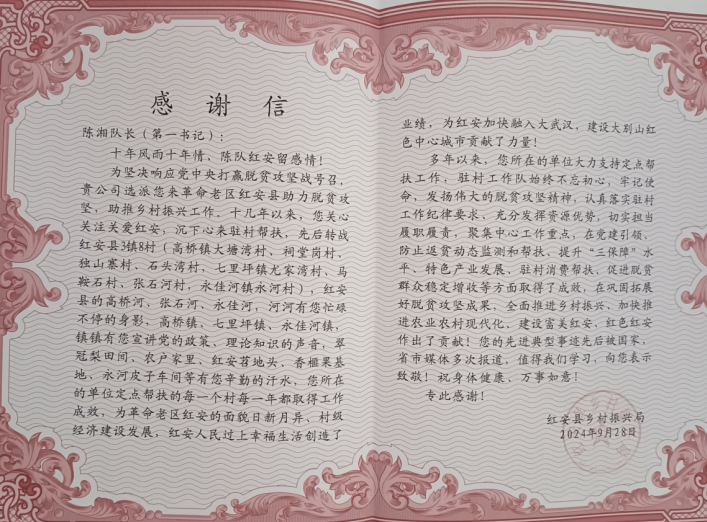 感谢信
陈湘队长（第一书记）：
十年风雨十年情、陈队红安留感情！
为坚决响应党中央打赢脱贫攻坚战号召，
贵公司选派您来革命老区红安县助力脱贫攻
坚，助推乡村振兴工作。十几年以来，您关心
关注关爱红安，沉下心来驻村帮扶，先后转战
红安县3镇8村（高桥镇大塘湾村、祠堂岗村、
独山寨村、石头湾村，七里坪镇尤家湾村、马
鞍石村，张石河村，永佳河镇永河村），红安
县的高桥河、张石河、永佳河，河河有您忙碌
不停的身影，高桥镇、七里坪镇、永佳河镇，
镇镇有您宣讲党的政策、理论知识的声音，翠
冠梨田间、农户家里、红安苕地头、香榧果基
地、永河皮子车间等有您辛勤的汗水，您所在
的单位定点帮扶的每一个村每一年都取得工作
成效，为革命老区红安的面貌日新月异、村级
经济建设发展，红安人民过上幸福生活创造了
业绩，为红安加快融入大武汉，建设大别山红
色中心城市贡献了力量！
多年以来，您所在的单位大力支持定点帮
扶工作，驻村工作队始终不忘初心，牢记使
命，发扬伟大的脱贫攻坚精神，认真落实驻村
工作纪律要求，充分发挥资源优势，切实担当
履职履责，聚集中心工作重点，在党建引领、
防止返贫动态监测和帮扶、提升“三保障”水
平、特色产业发展、驻村消费帮扶、促进脱贫
群众稳定增收等方面取得了成效，在巩固拓展
好脱贫攻坚成果，全面推进乡村振兴、加快推
进农业农村现代化、建设富美红安，红色红安
作出了贡献！您的先进典型事迹先后被国家，
省市媒体多次报道，值得我们学习，向您表示
致敬！祝身体健康、万事如意！
专此感谢！
红安县乡村振兴局
2024年9月28日